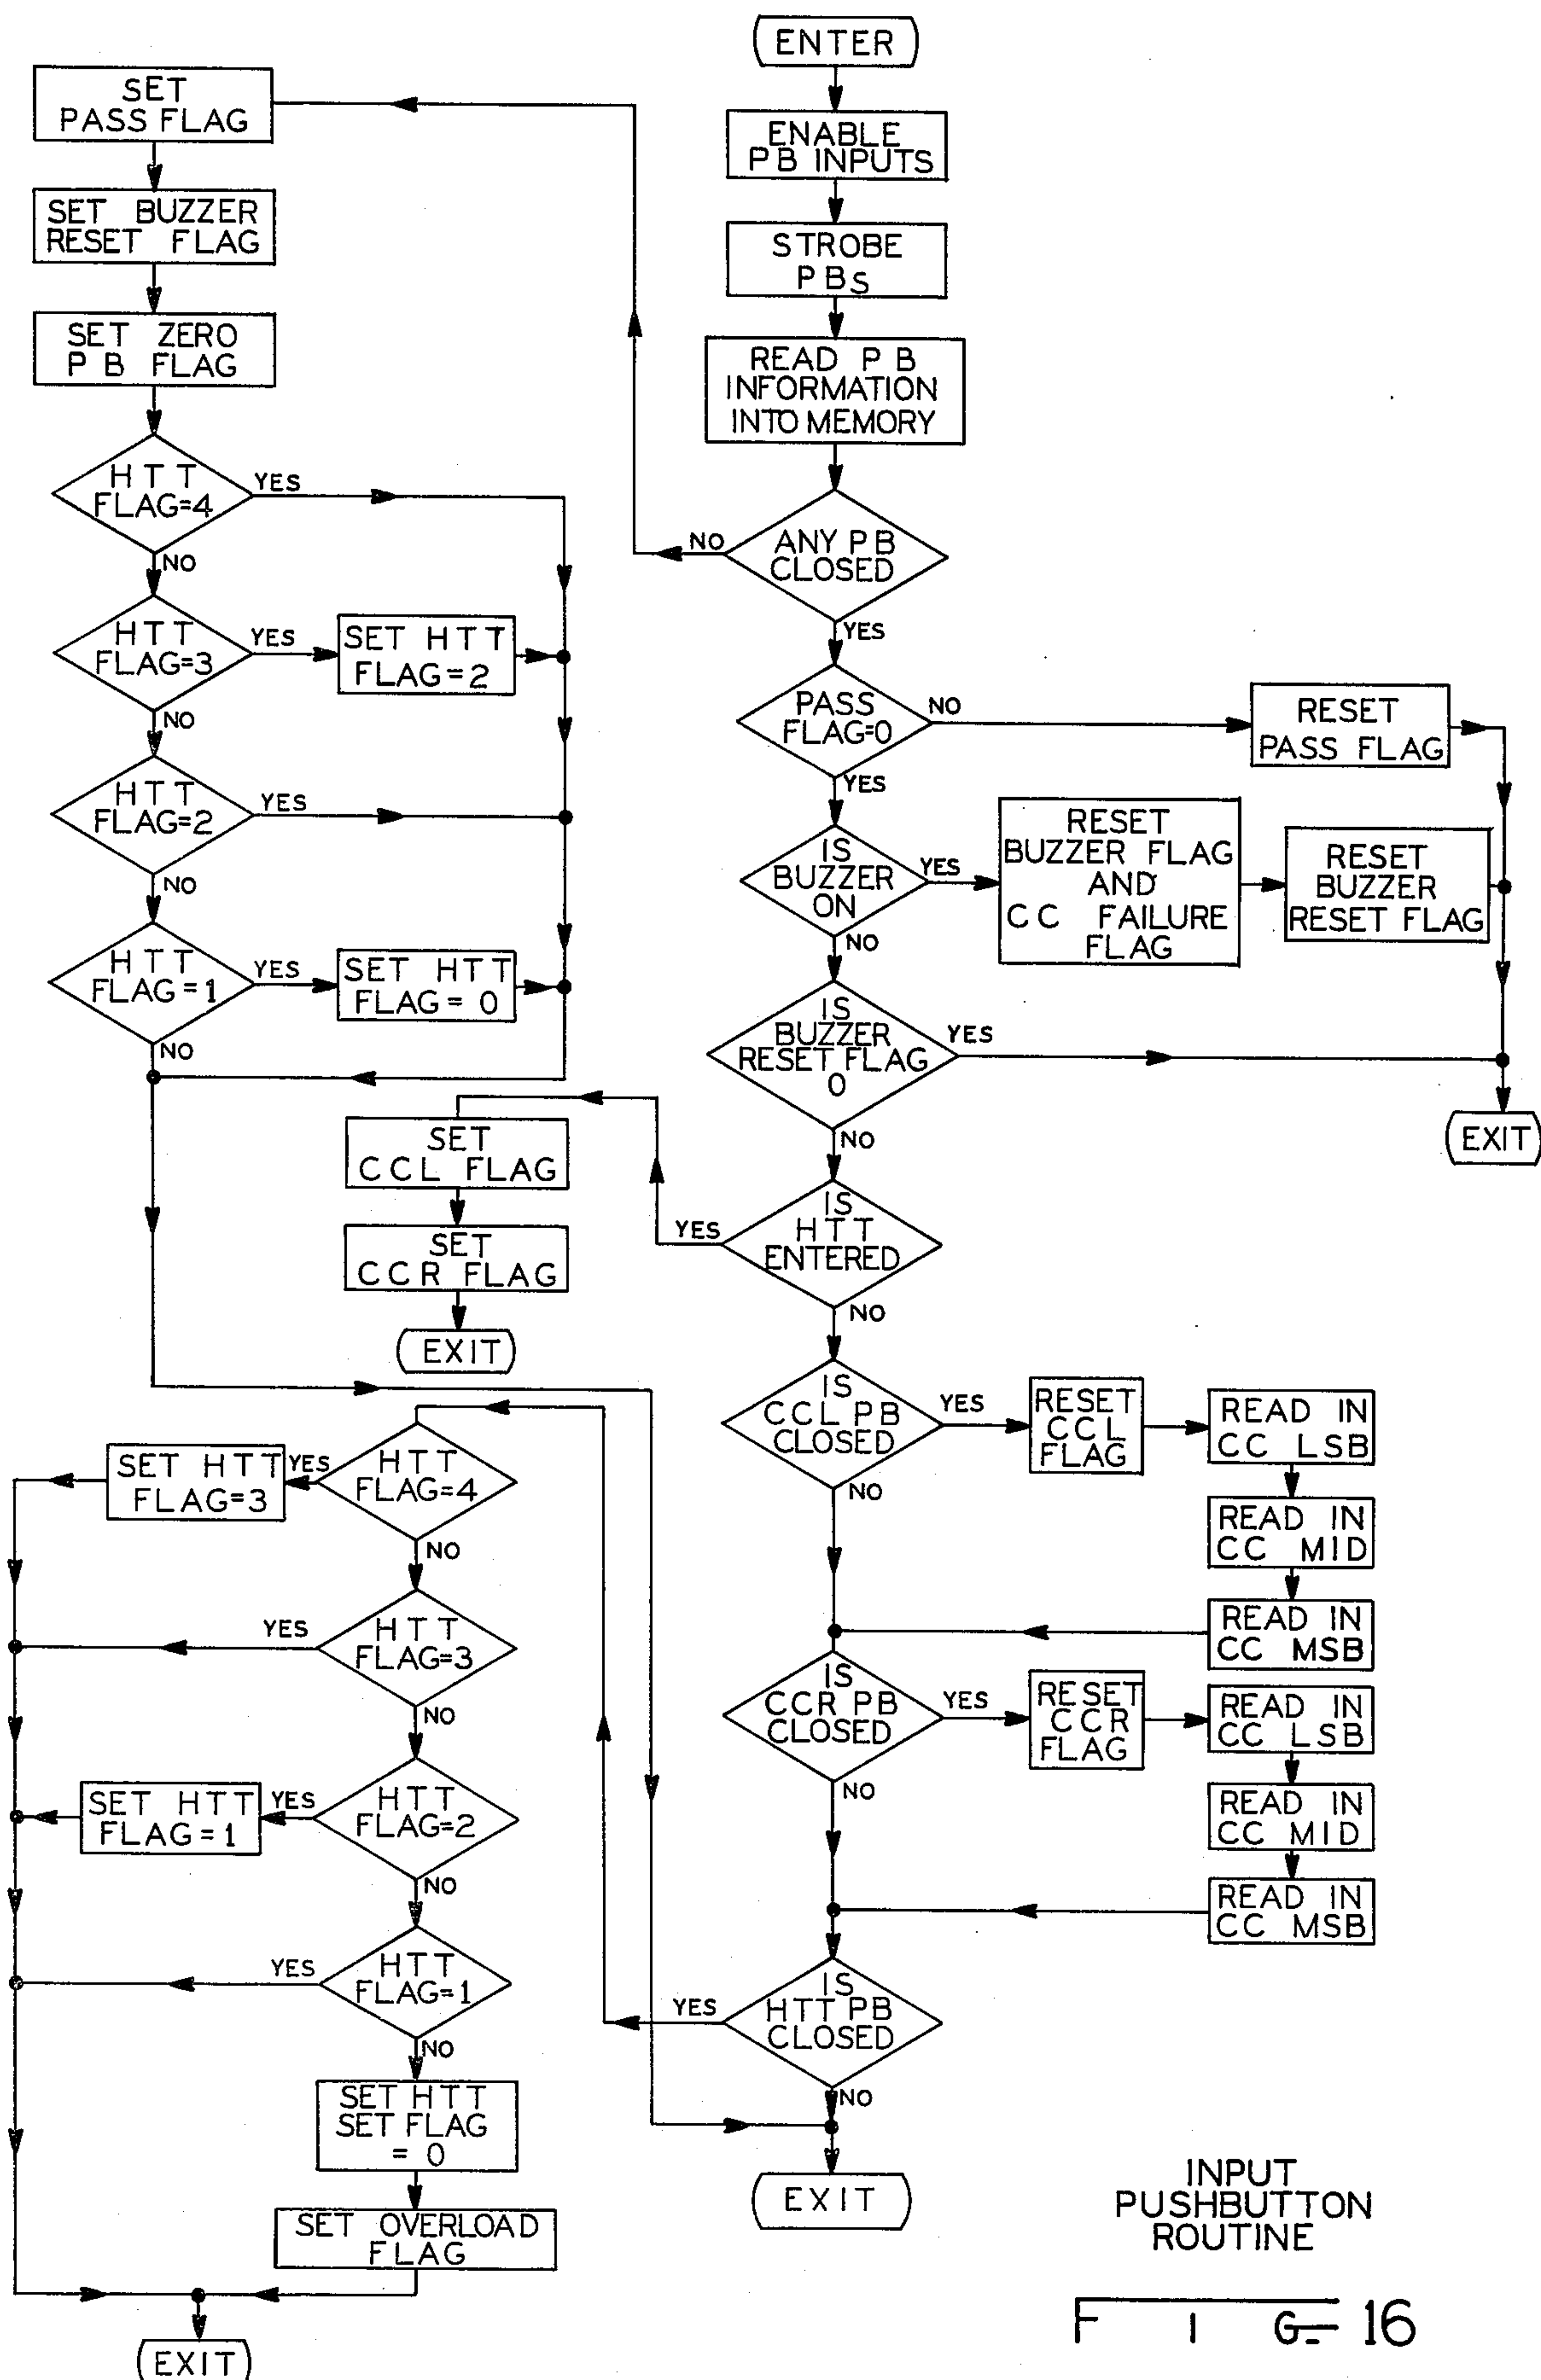 ENTER
ENABLE
PB INPUTS
STROBE
PBS
READ PB
INFORMATION
INTO MEMORY
ANY PB
CLOSED
NO
YES
SET
PASS FLAG
SET BUZZER
RESET FLAG
SET ZERO
PB FLAG
HTT
FLAG=4
YES
NO
HTT
FLAG=3
YES
SET HTT
FLAG=2
NO
HTT
FLAG=2
YES
NO
HTT
FLAG=1
YES
SET HTT
FLAG=0
NO
PASS
FLAG=0
NO
RESET
PASS FLAG
YES
IS
BUZZER
ON
YES
RESET
BUZZER FLAG
AND
CC FAILURE
FLAG
RESET
BUZZER
RESET FLAG
NO
IS
BUZZER
RESET FLAG
0
YES
EXIT
NO
IS
HTT
ENTERED
YES
SET
CCL FLAG
SET
CCR FLAG
EXIT
NO
IS
CCL PB
CLOSED
YES
RESET
CCL
FLAG
READ IN
CC LSB
READ IN
CC MID
READ IN
CC MSB
NO
IS
CCR PB
CLOSED
YES
RESET
CCR
FLAG
READ IN
CC LSB
READ IN
CC MID
READ IN
CC MSB
NO
IS
HTT PB
CLOSED
YES
NO
EXIT
HTT
FLAG=4
YES
SET HTT
FLAG=3
NO
HTT
FLAG=3
YES
NO
HTT
FLAG=2
YES
SET HTT
FLAG=1
NO
HTT
FLAG=1
YES
NO
SET HTT
SET FLAG
= 0
SET OVERLOAD
FLAG
EXIT
INPUT
PUSHBUTTON
ROUTINE
FIG- 16